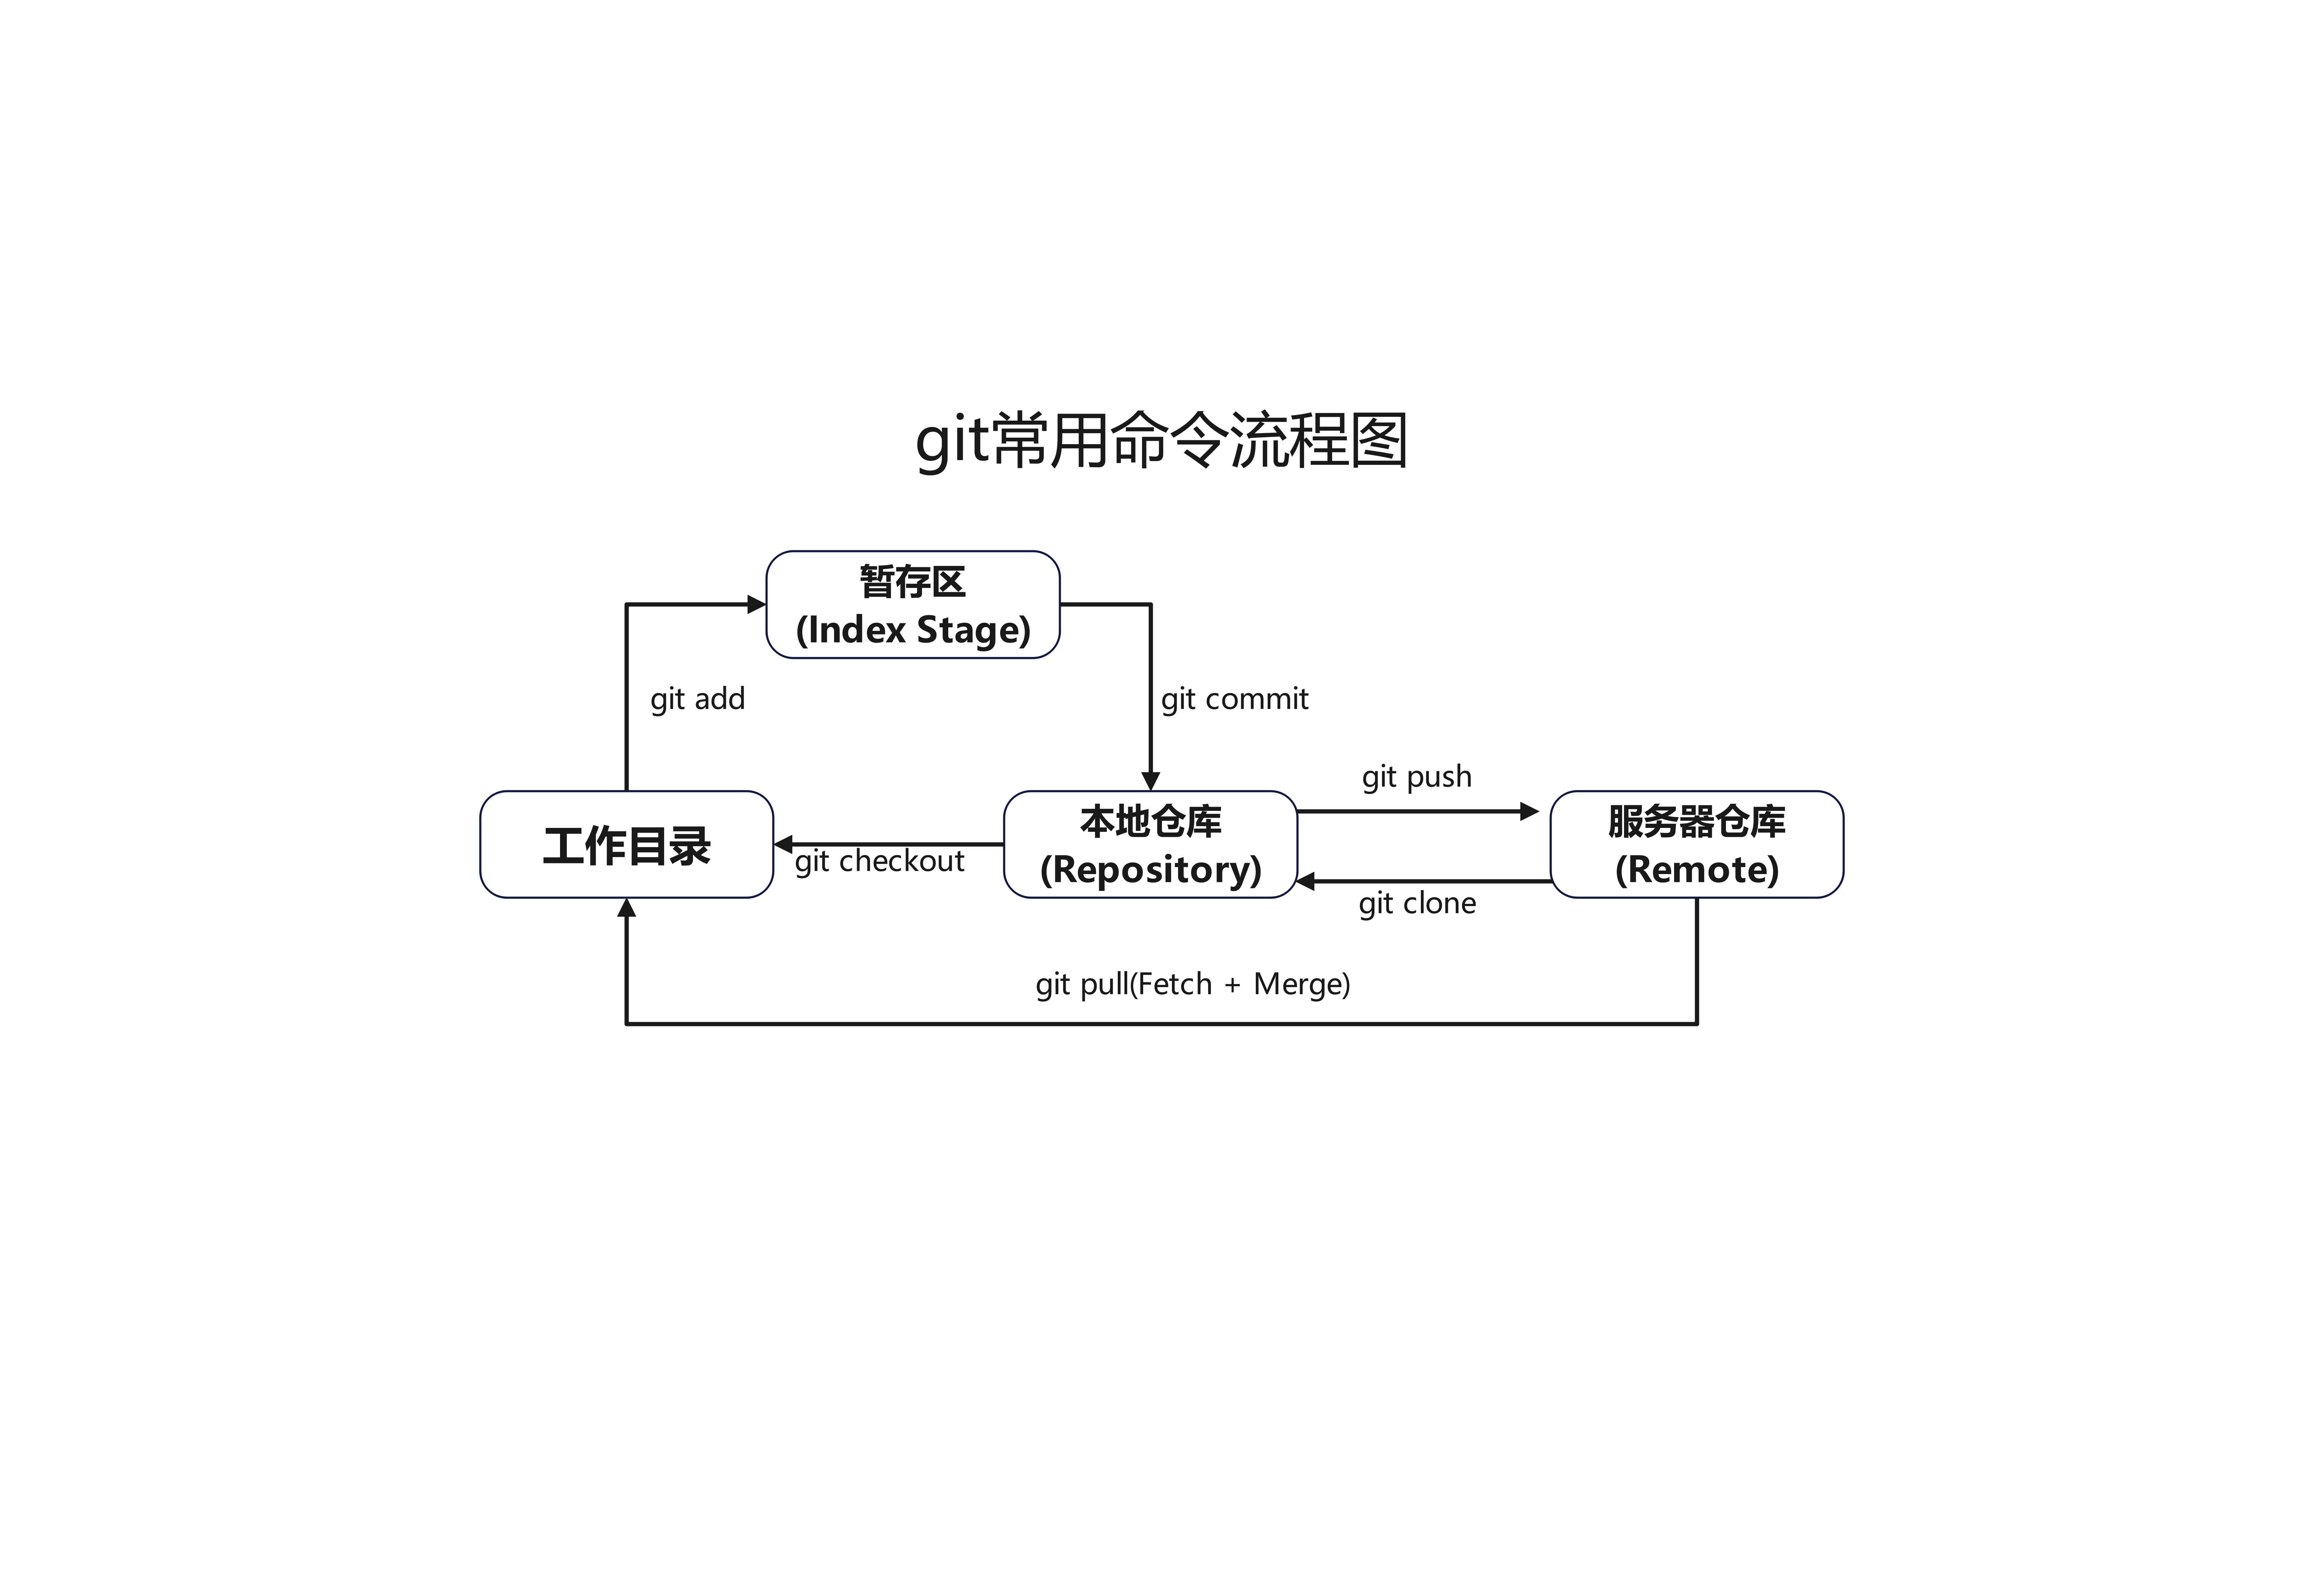 git常用命令流程图
暂存区
(Index Stage)
git add
git commit
git push
工作目录
git checkout
本地仓库
(Repository)
服务器仓库
(Remote)
git clone
git pull(Fetch + Merge)